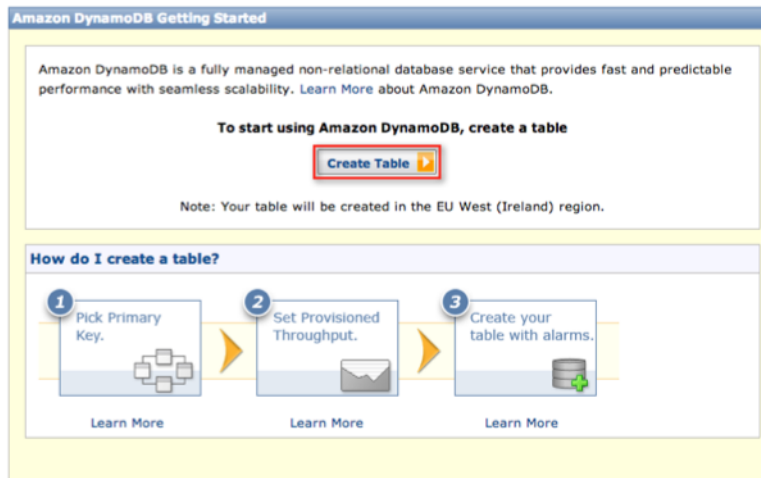 Amazon DynamoDB Getting Started
Amazon DynamoDB is a fully managed non-relational database service that provides fast and predictable
performance with seamless scalability. Learn More about Amazon DynamoDB.
To start using Amazon DynamoDB, create a table
Create Table
Note: Your table will be created in the EU West (Ireland) region.
How do I create a table?
1
Pick Primary
Key.
2
Set Provisioned
Throughput.
3
Create your
table with alarms.
Learn More
Learn More
Learn More